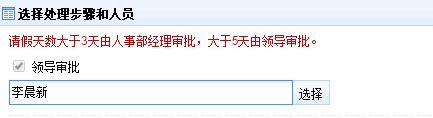 选择处理步骤和人员
请假天数大于3天由人事部经理审批，大于5天由领导审批。
领导审批
李晨新 选择